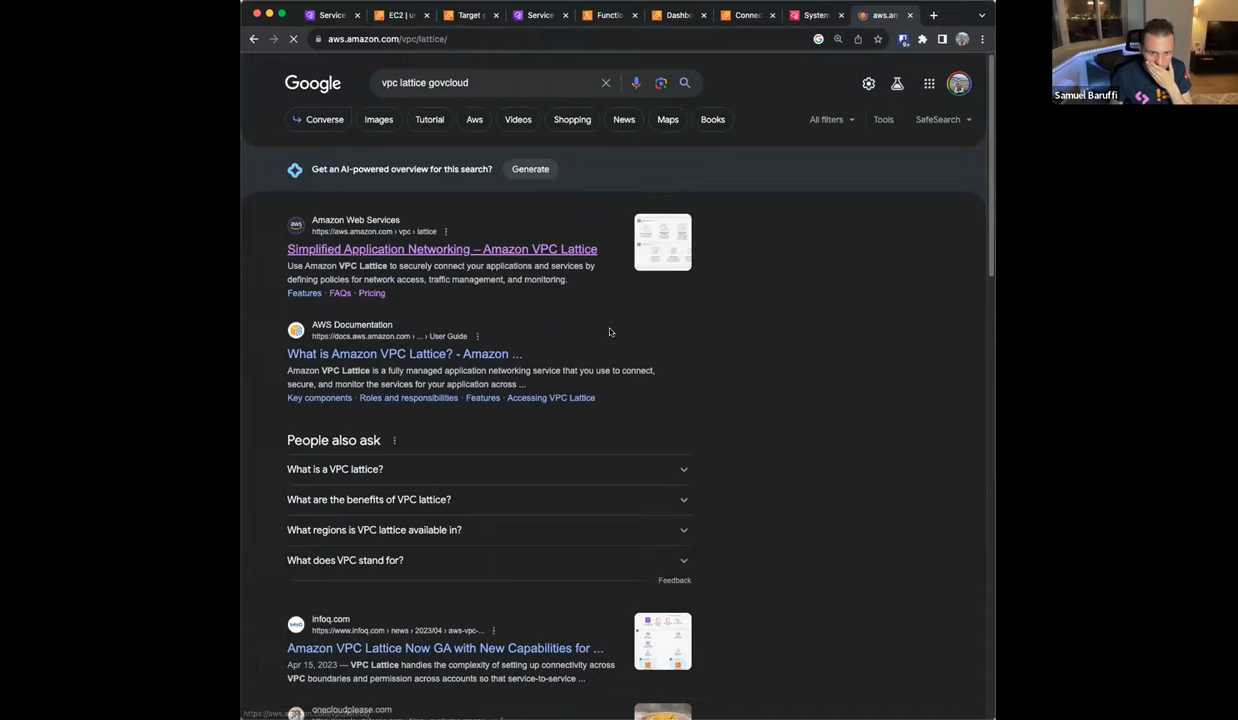 Service
EC2 | u
Target
Service
Functio
Dashbo
Connec
System
aws.am
aws.amazon.com/vpc/lattice/
9+
Samuel Baruffi
Google
vpc lattice govcloud
Converse
Images
Tutorial
Aws
Videos
Shopping
News
Maps
Books
All filters
Tools
SafeSearch
Get an AI-powered overview for this search?
Generate
aws
Amazon Web Services
https://aws.amazon.com › vpc › lattice
Simplified Application Networking – Amazon VPC Lattice
Use Amazon VPC Lattice to securely connect your applications and services by
defining policies for network access, traffic management, and monitoring.
Features · FAQs · Pricing
AWS Documentation
https://docs.aws.amazon.com › ... › User Guide
What is Amazon VPC Lattice? - Amazon ...
Amazon VPC Lattice is a fully managed application networking service that you use to connect,
secure, and monitor the services for your application across ...
Key components · Roles and responsibilities · Features · Accessing VPC Lattice
People also ask
What is a VPC lattice?
What are the benefits of VPC lattice?
What regions is VPC lattice available in?
What does VPC stand for?
Feedback
InfoQ
infoq.com
https://www.infoq.com › news › 2023/04 › aws-vpc-...
Amazon VPC Lattice Now GA with New Capabilities for ...
Apr 15, 2023 — VPC Lattice handles the complexity of setting up connectivity across
VPC boundaries and permission across accounts so that service-to-service ...
onecloudplease.com
https://aws.amazon.com/vpc/lattice/